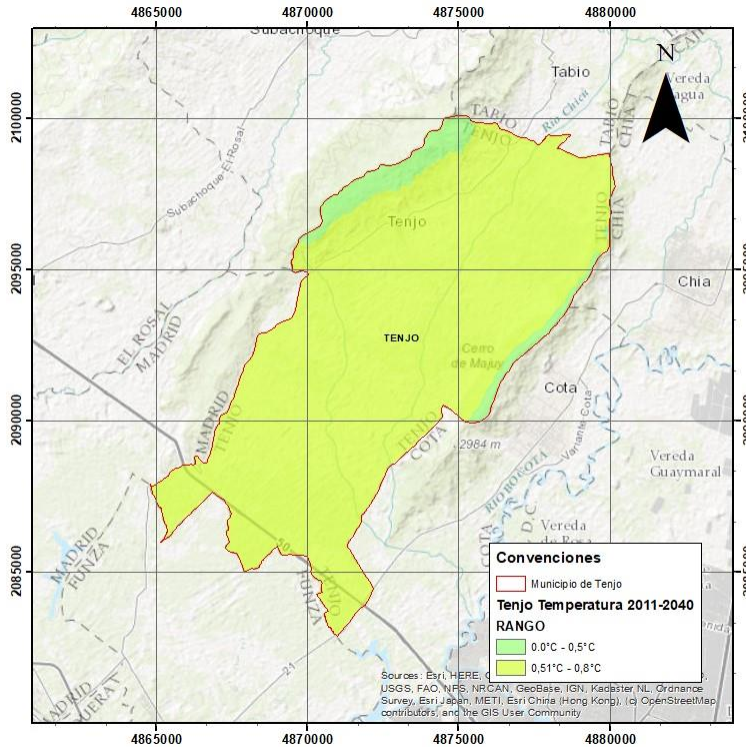 4865000 4870000 4875000 4880000
Subachoque
Tabio
N
Vereda
2100000
Rio Chicú
TABIO
TENJO
TABIO
CHIA
Subachoque-El Rosal
Tenjo
TENJO
CHIA
2095000
Chia
EL ROSAL
MADRID
TENJO
Cerro
de Majuy
Cota
MADRID
TENJO
2090000
TENJO
COTA
2984 m
Variante Cota
Vereda
Guaymaral
RIO BOGOTA
COTA
D.C.
Vereda
de Rosa
MADRID
FUNZA
50
2085000
FUNZA
TENJO
21
MADRID
Convenciones
Municipio de Tenjo
Tenjo Temperatura 2011-2040
RANGO
0.0°C - 0,5°C
0,51°C - 0,8°C
Sources: Esri, HERE,
USGS, FAO, NPS, NRCAN, GeoBase, IGN, Kadaster NL, Ordnance
Survey, Esri Japan, METI, Esri China (Hong Kong), (c) OpenStreetMap
contributors, and the GIS User Community
4865000 4870000 4875000 4880000